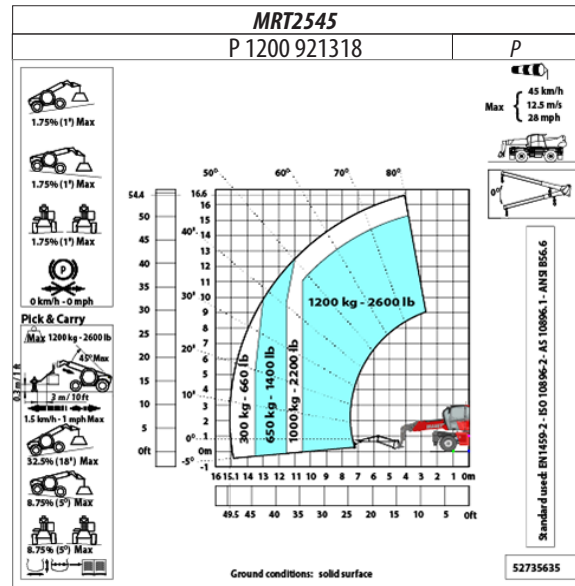 MRT2545
P 1200 921318
P
1.75% (1°) Max
1.75% (1°) Max
1.75% (1°) Max
P
0 km/h - 0 mph
Pick & Carry
Max 1200 kg - 2600 lb
45° Max
0.3 m/1 ft
3 m/ 10 ft
1.5 km/h - 1 mph Max
32.5% (18°) Max
8.75% (5°) Max
8.75% (5°) Max
Max
45 km/h
12.5 m/s
28 mph
0°
54.4
50
45
40
35
30
25
20
15
10
5
0ft
16.6
16
15
14
13
12
11
10
9
8
7
6
5
4
3
2
1
0m
-1
50° 60° 70° 80°
40°
30°
20°
10°
0°
-5°
300 kg - 660 lb
650 kg - 1400 lb
1000 kg - 2200 lb
1200 kg - 2600 lb
16 15.1 14 13 12 11 10 9 8 7 6 5 4 3 2 1 0m
49.5 45 40 35 30 25 20 15 10 5 0ft
Ground conditions: solid surface
Standard used: EN1459-2 - ISO 10896-2 - AS 10896.1 - ANSI B56.6
52735635